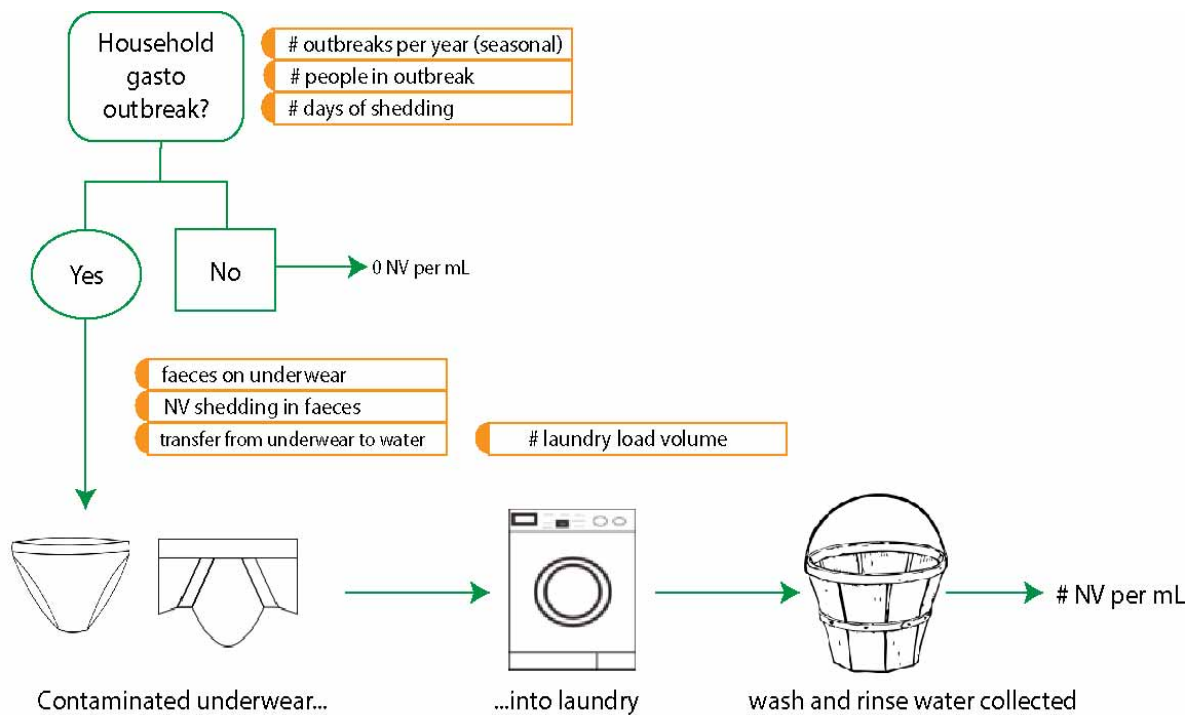 Household
gasto
outbreak?
# outbreaks per year (seasonal)
# people in outbreak
# days of shedding
Yes
No
0 NV per mL
faeces on underwear
NV shedding in faeces
transfer from underwear to water
# laundry load volume
# NV per mL
Contaminated underwear...
...into laundry
wash and rinse water collected